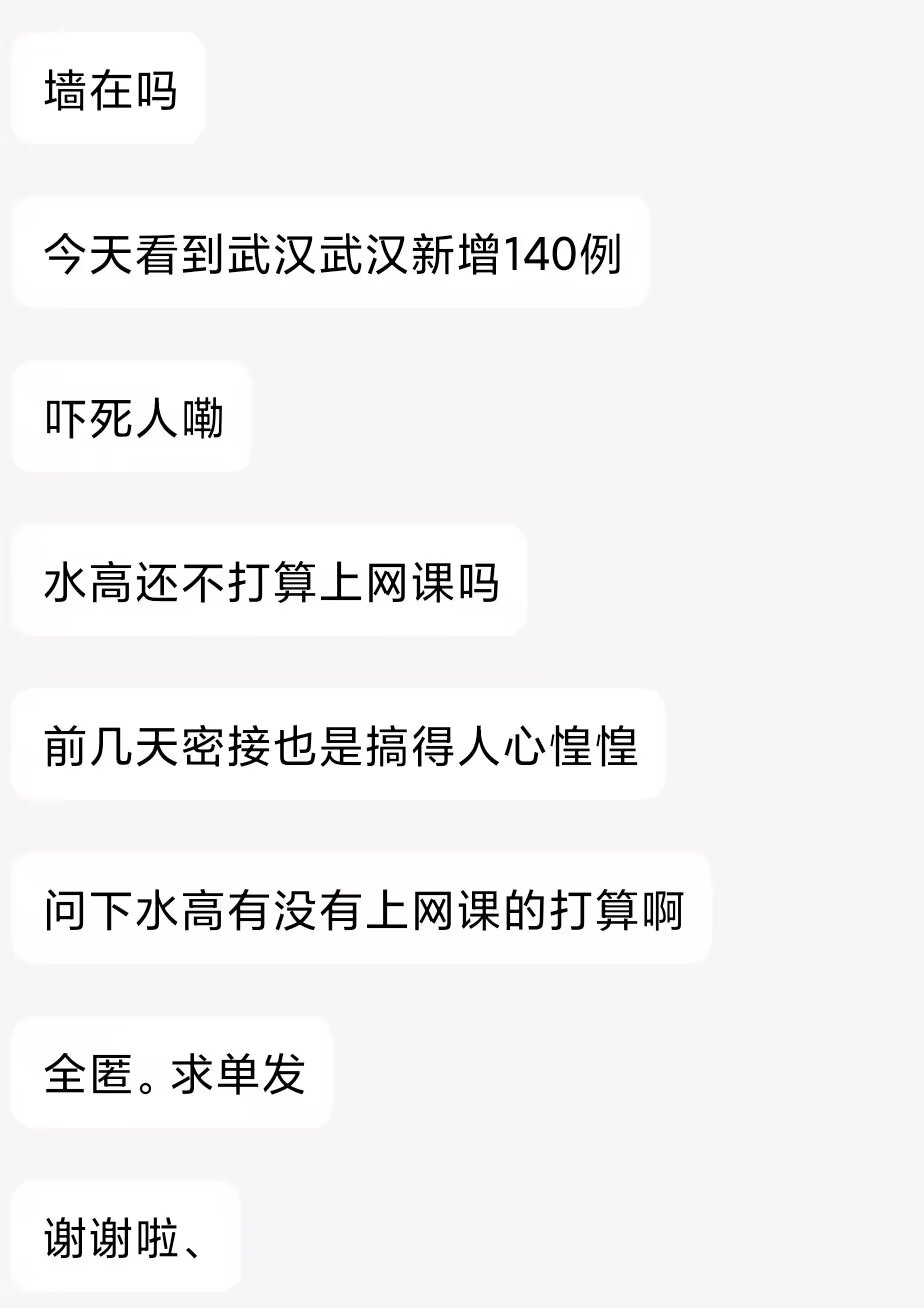 墙在吗
今天看到武汉武汉新增140例
吓死人嘞
水高还不打算上网课吗
前几天密接也是搞得人心惶惶
问下水高有没有上网课的打算啊
全匿。求单发
谢谢啦、